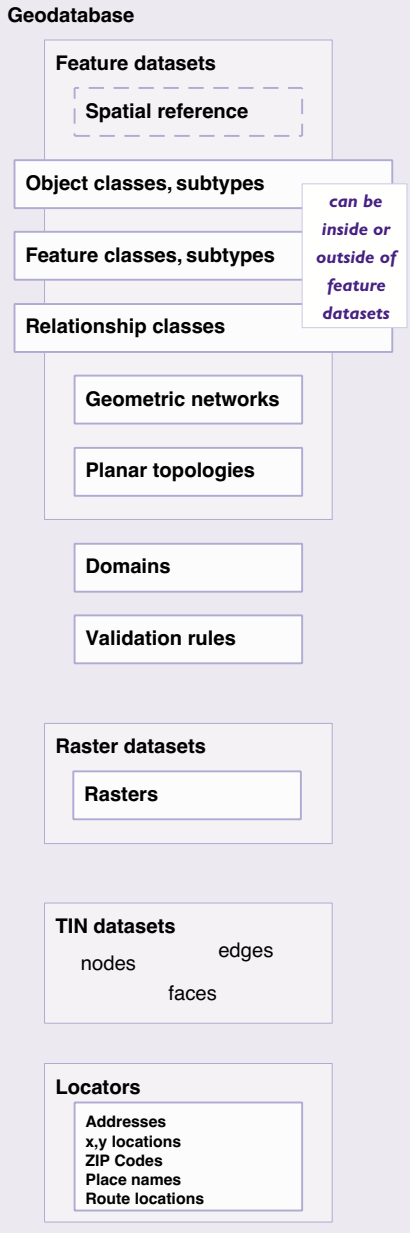 Geodatabase
Feature datasets
Spatial reference
Object classes, subtypes
can be
inside or
outside of
feature
datasets
Feature classes, subtypes
Relationship classes
Geometric networks
Planar topologies
Domains
Validation rules
Raster datasets
Rasters
TIN datasets
nodes
edges
faces
Locators
Addresses
x,y locations
ZIP Codes
Place names
Route locations